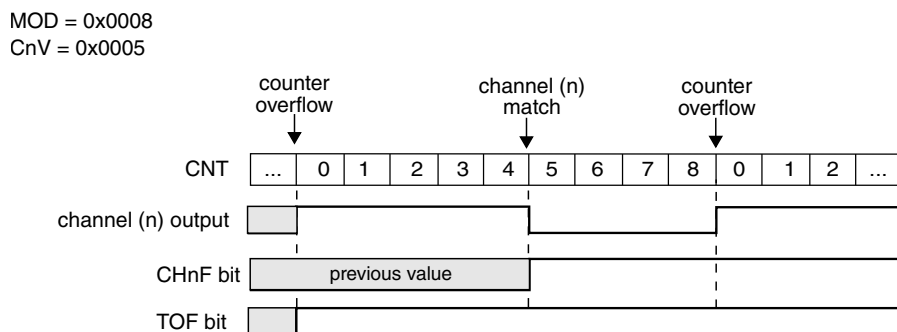 MOD = 0x0008
CnV = 0x0005
counter
overflow
channel (n)
match
counter
overflow
CNT ... 0 1 2 3 4 5 6 7 8 0 1 2 ...
channel (n) output
CHnF bit previous value
TOF bit